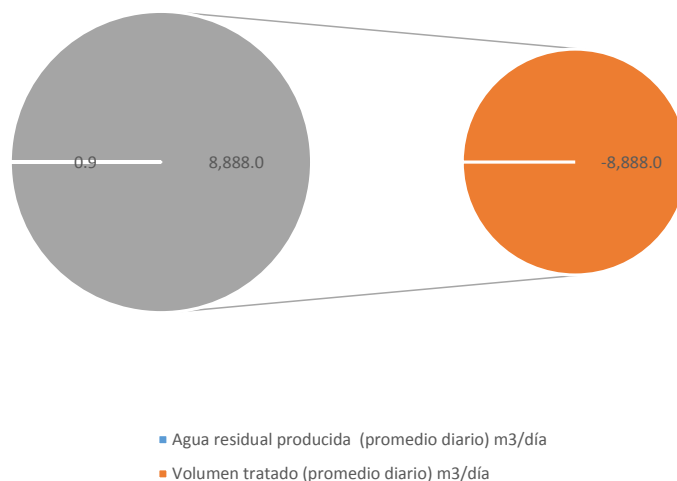 0.9
8,888.0
-8,888.0
Agua residual producida  (promedio diario) m3/día
Volumen tratado (promedio diario) m3/día